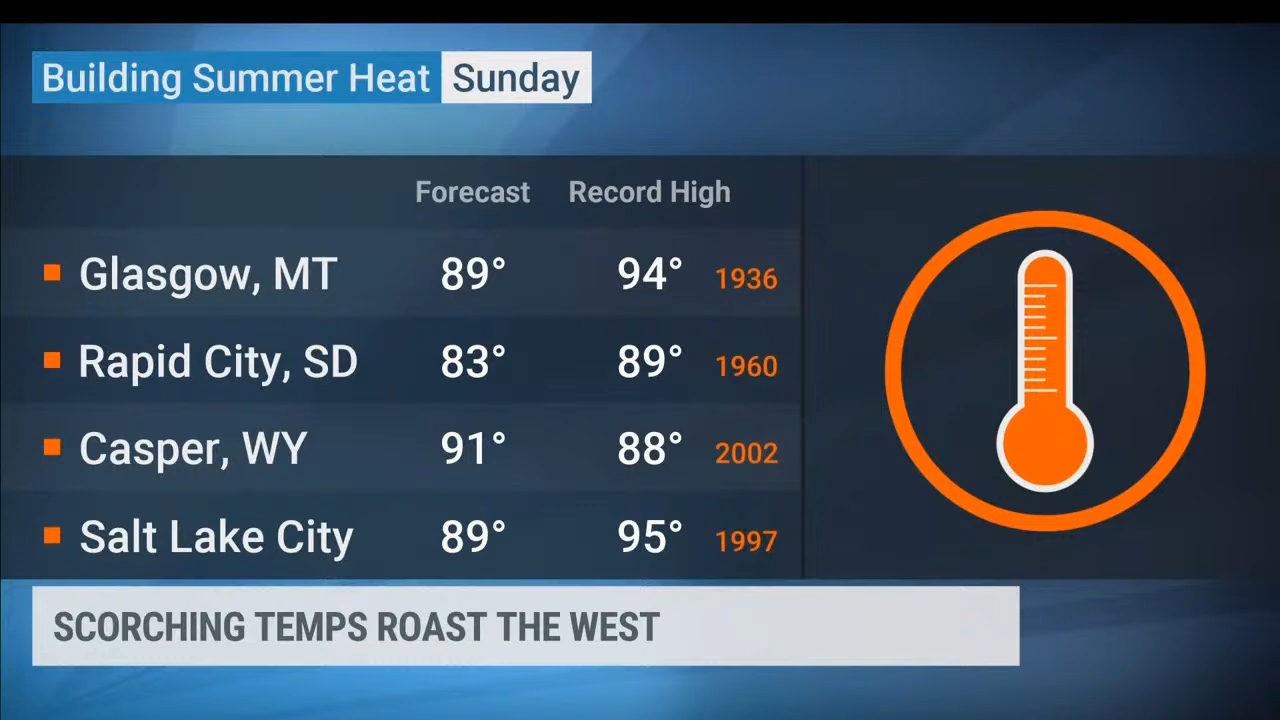 Building Summer Heat Sunday
Forecast Record High
Glasgow, MT 89° 94° 1936
Rapid City, SD 83° 89° 1960
Casper, WY 91° 88° 2002
Salt Lake City 89° 95° 1997
SCORCHING TEMPS ROAST THE WEST